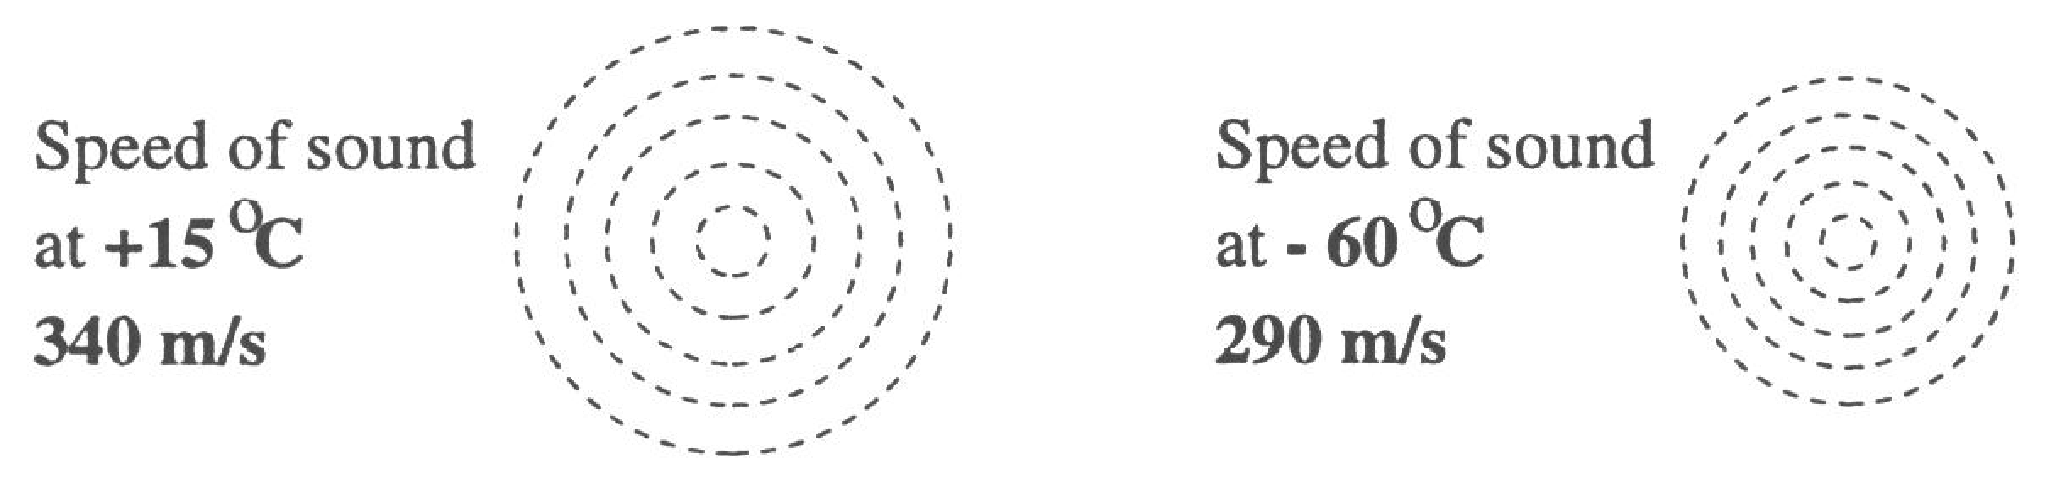 Speed of sound
at +15 °C
340 m/s
Speed of sound
at - 60 °C
290 m/s